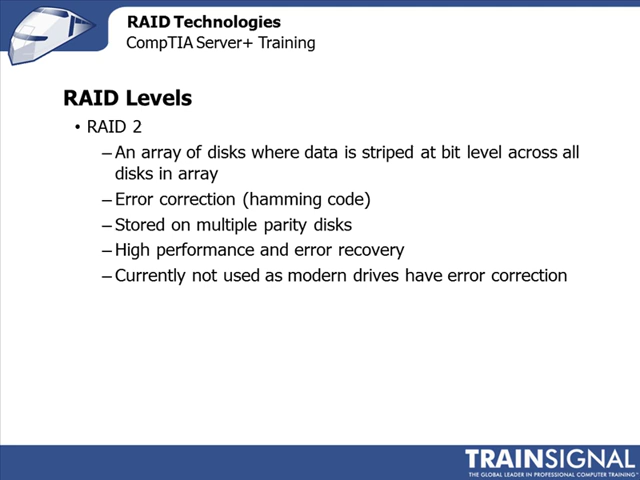 RAID Technologies
CompTIA Server+ Training
RAID Levels
• RAID 2
– An array of disks where data is striped at bit level across all
disks in array
– Error correction (hamming code)
– Stored on multiple parity disks
– High performance and error recovery
– Currently not used as modern drives have error correction
TRAINSIGNAL
THE GLOBAL LEADER IN PROFESSIONAL COMPUTER TRAINING